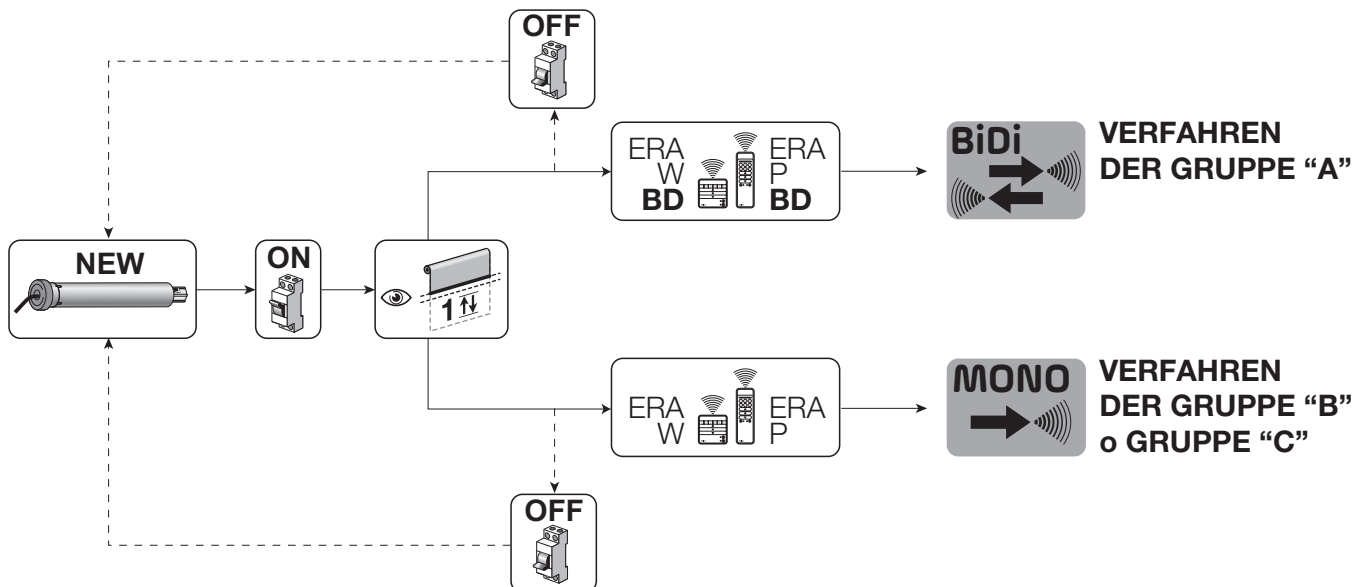 OFF
ERA
W
BD
ERA
P
BD
BiDi
VERFAHREN
DER GRUPPE “A”
NEW
ON
1
ERA
W
ERA
P
MONO
VERFAHREN
DER GRUPPE “B”
o GRUPPE “C”
OFF